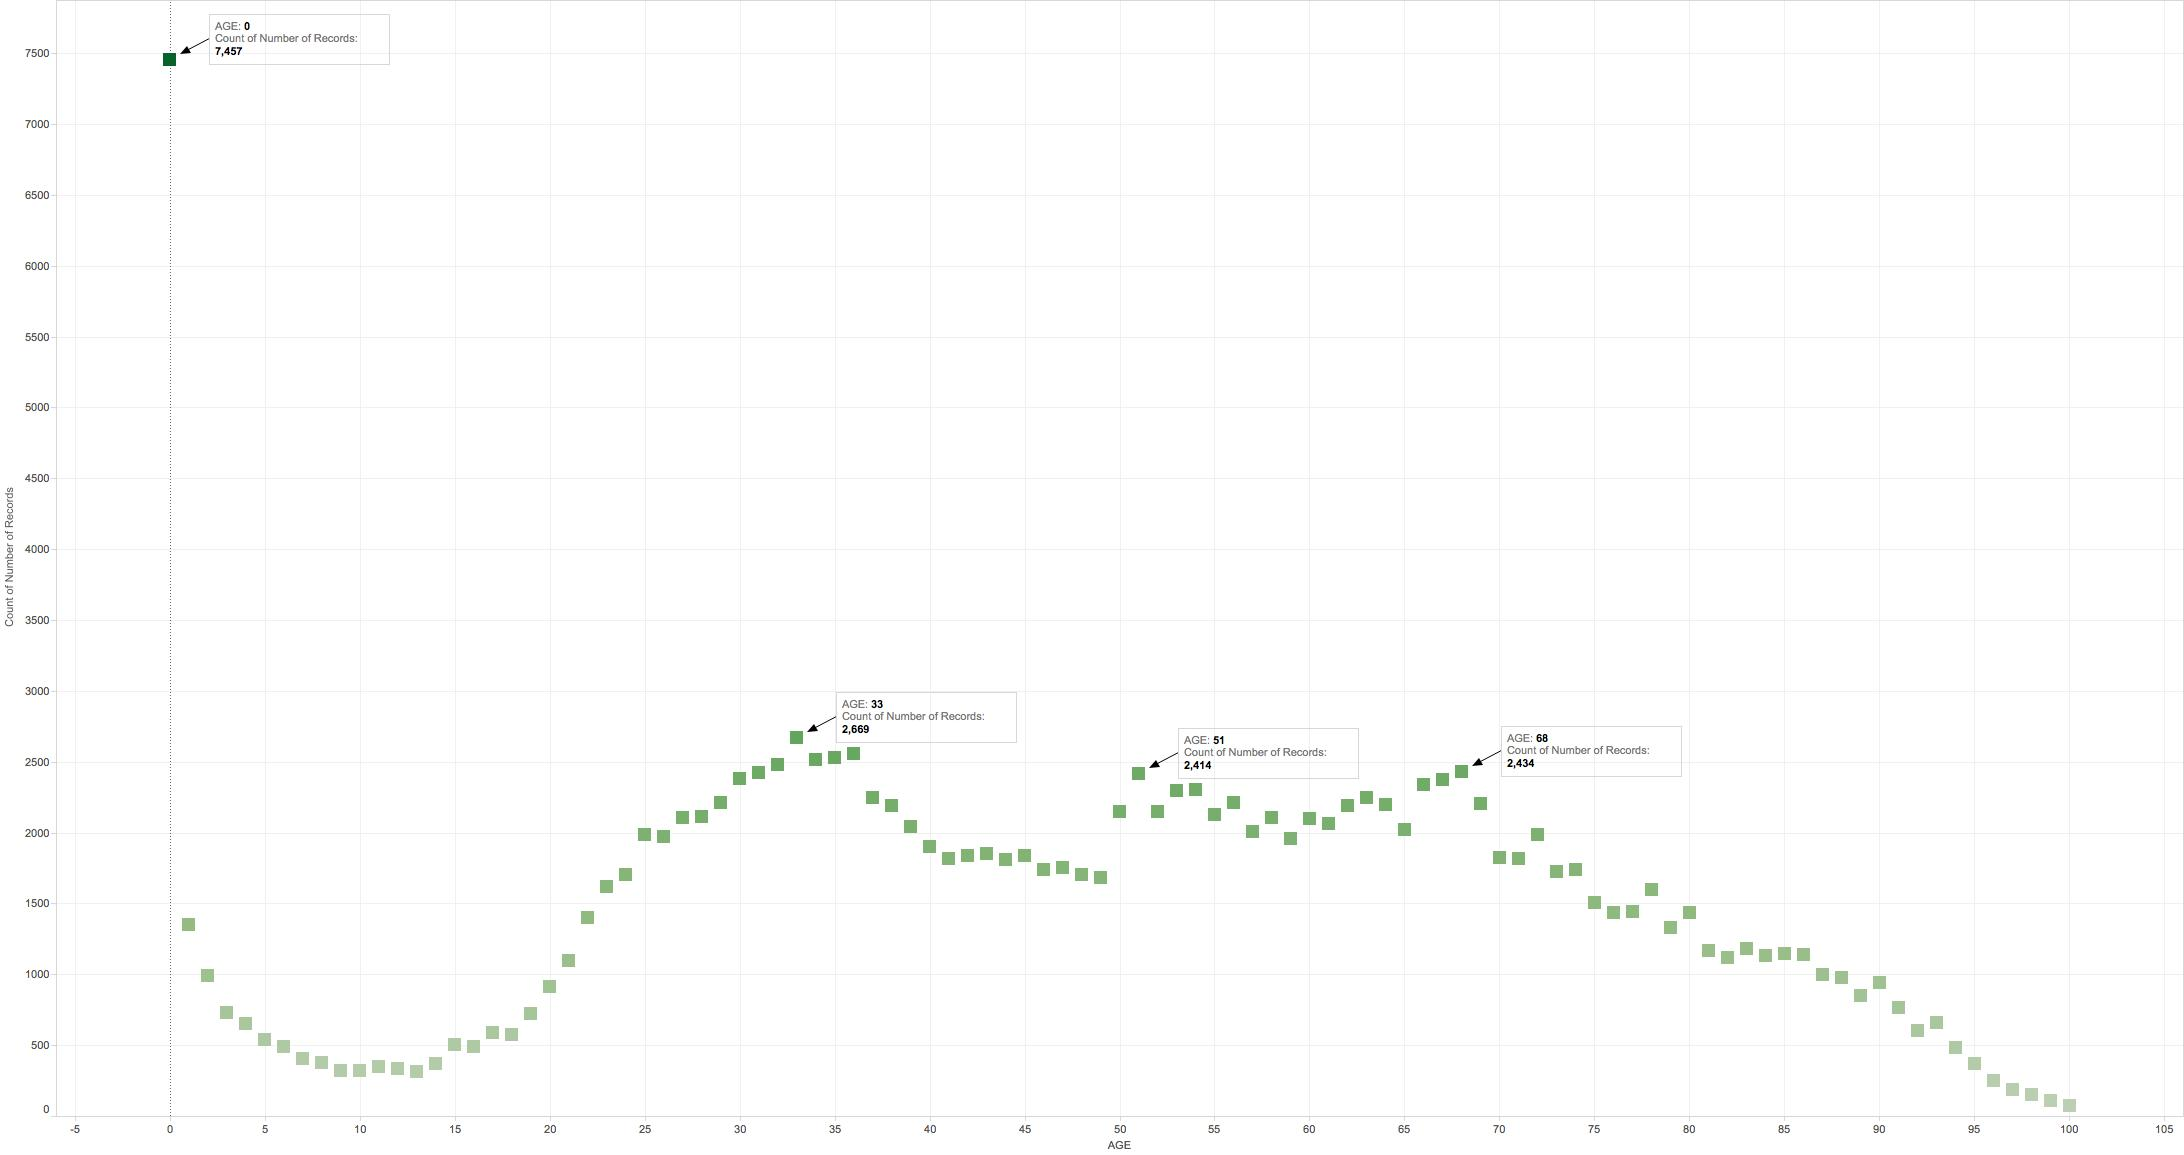 AGE: 0
Count of Number of Records:
7,457
7500
7000
6500
6000
5500
5000
4500
4000
3500
3000
2500
2000
1500
1000
500
0
Count of Number of Records
AGE: 33
Count of Number of Records:
2,669
AGE: 51
Count of Number of Records:
2,414
AGE: 68
Count of Number of Records:
2,434
-5 0 5 10 15 20 25 30 35 40 45 50 55 60 65 70 75 80 85 90 95 100 105
AGE